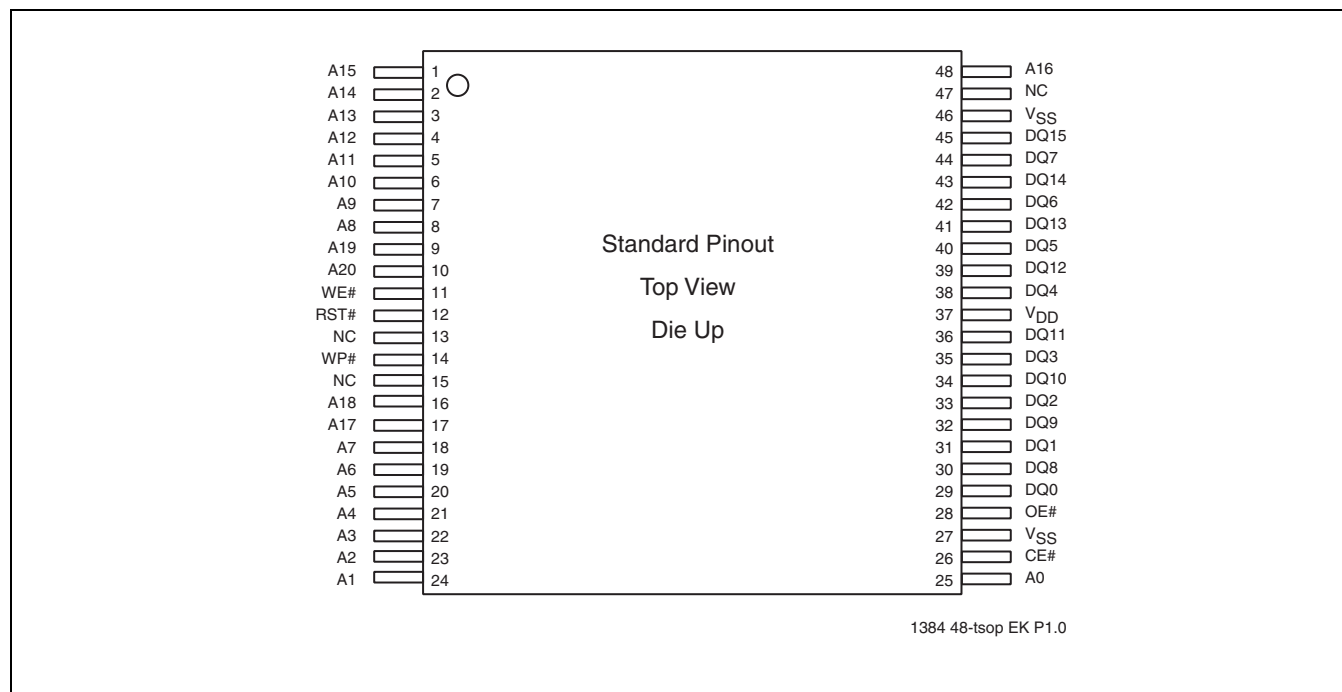 A15 1 48 A16
A14 2 47 NC
A13 3 46 VSS
A12 4 45 DQ15
A11 5 44 DQ7
A10 6 43 DQ14
A9 7 42 DQ6
A8 8 41 DQ13
A19 9 40 DQ5
A20 10 39 DQ12
WE# 11 38 DQ4
RST# 12 37 VDD
NC 13 36 DQ11
WP# 14 35 DQ3
NC 15 34 DQ10
A18 16 33 DQ2
A17 17 32 DQ9
A7 18 31 DQ1
A6 19 30 DQ8
A5 20 29 DQ0
A4 21 28 OE#
A3 22 27 VSS
A2 23 26 CE#
A1 24 25 A0
Standard Pinout
Top View
Die Up
1384 48-tsop EK P1.0